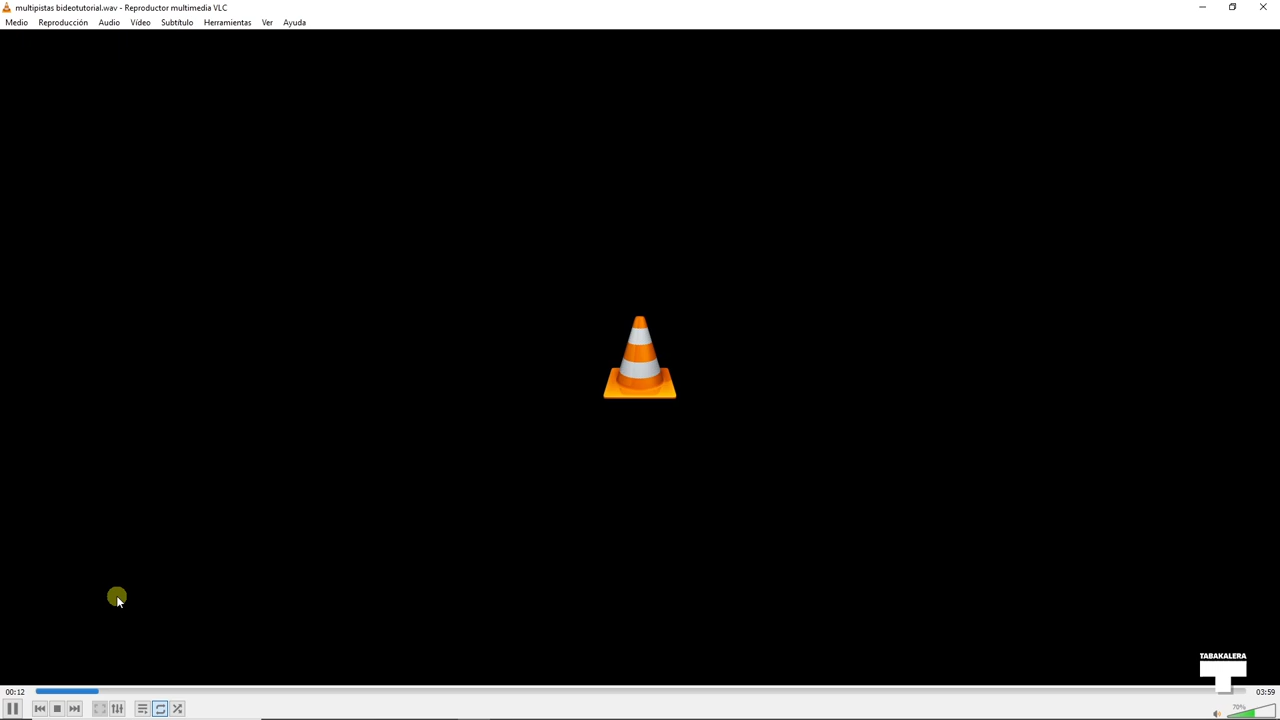 multipistas bideotutorial.wav - Reproductor multimedia VLC
Medio Reproducción Audio Vídeo Subtítulo Herramientas Ver Ayuda
TABAKALERA
00:12 03:59
70%